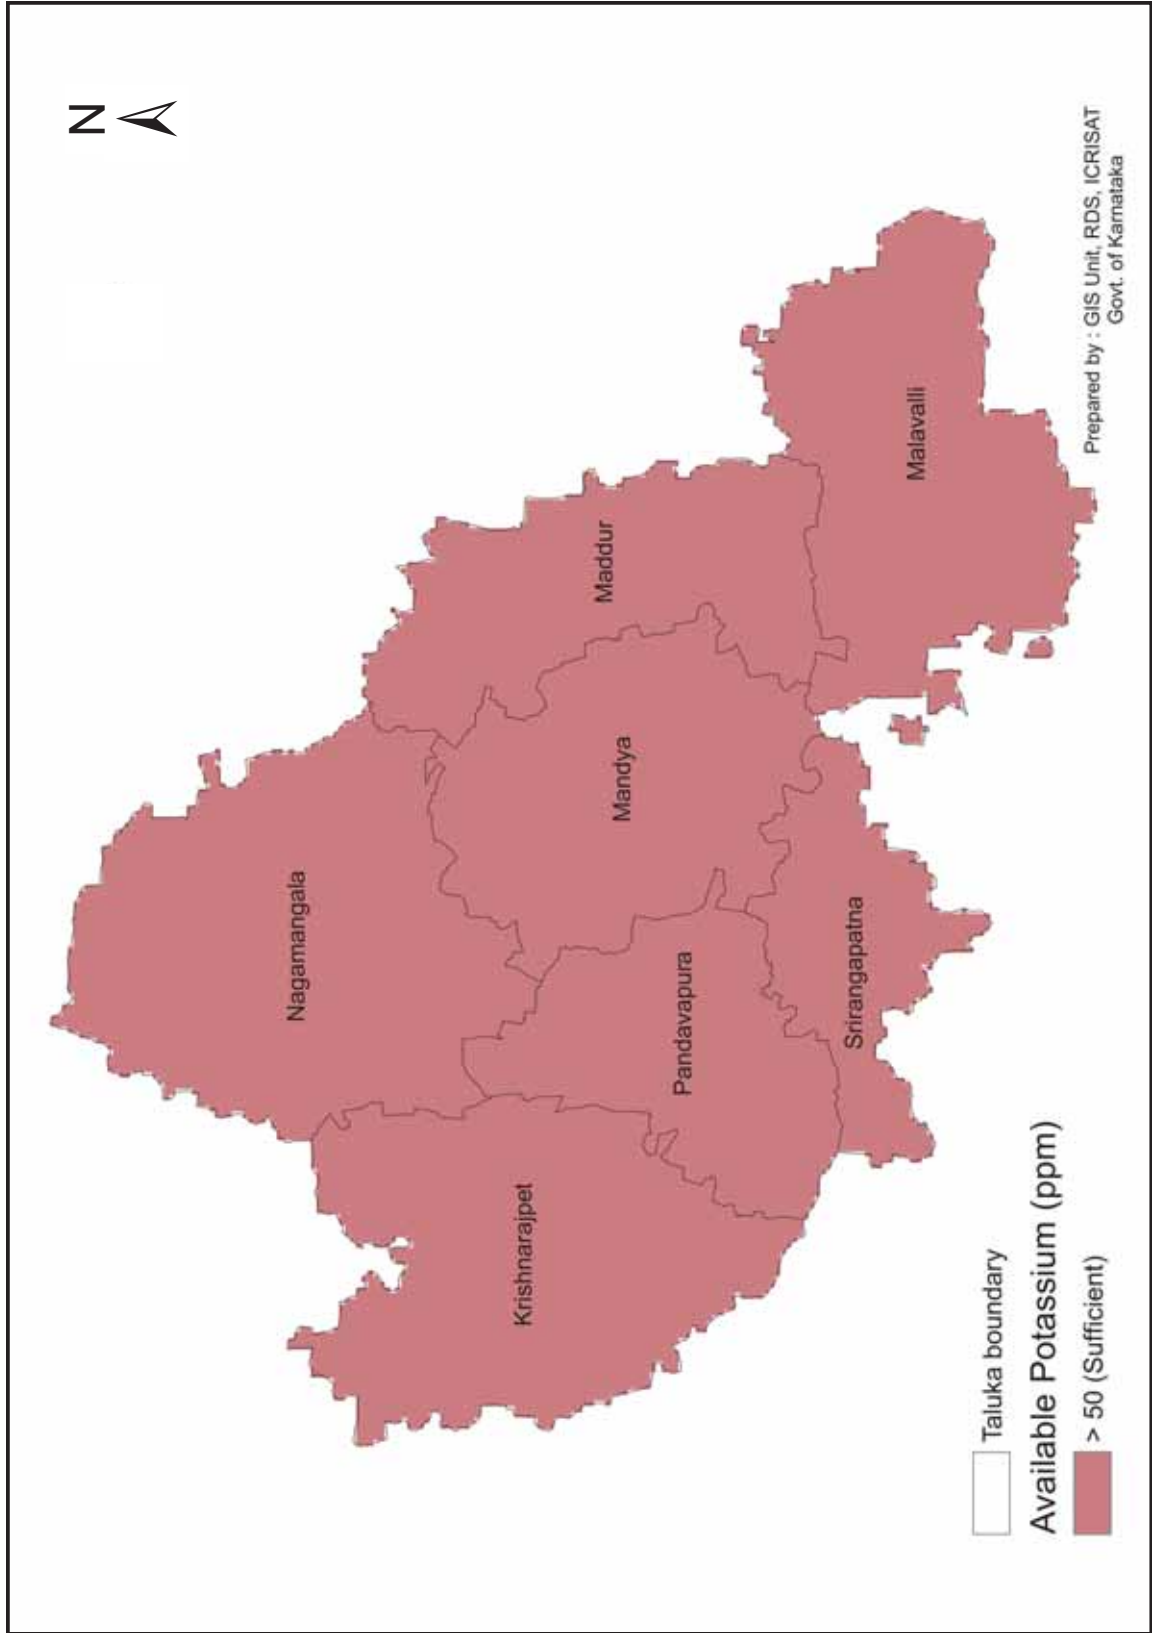 N
Nagamangala
Krishnarajpet
Maddur
Mandya
Pandavapura
Srirangapatna
Malavalli
Taluka boundary
Available Potassium (ppm)
> 50 (Sufficient)
Prepared by : GIS Unit, RDS, ICRISAT
Govt. of Karnataka